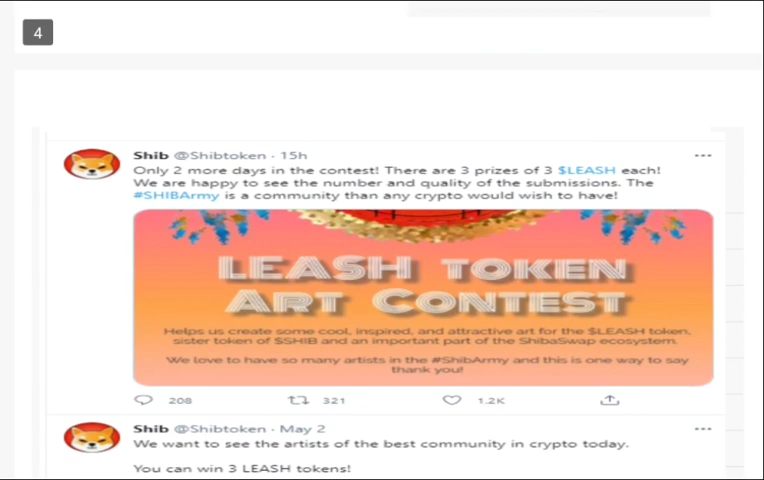 4
Shib @Shibtoken · 15h
Only 2 more days in the contest! There are 3 prizes of 3 $LEASH each!
We are happy to see the number and quality of the submissions. The
#SHIBArmy is a community than any crypto would wish to have!
LEASH TOKEN
ART CONTEST
Helps us create some cool, inspired, and attractive art for the $LEASH token,
sister token of $SHIB and an important part of the ShibaSwap ecosystem.
We love to have so many artists in the #ShibArmy and this is one way to say
thank you!
208 321 1.2K
Shib @Shibtoken · May 2
We want to see the artists of the best community in crypto today.
You can win 3 LEASH tokens!